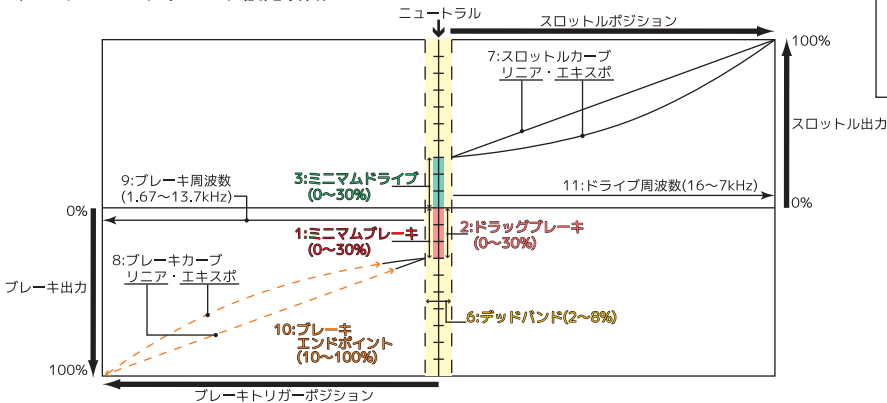 ニュートラル
スロットルポジション
100%
7:スロットルカーブ
リニア・エキスポ
スロットル出力
9:ブレーキ周波数
(1.67〜13.7kHz)
3:ミニマムドライブ
(0〜30%)
11:ドライブ周波数(16〜7kHz)
0%
0%
1:ミニマムブレーキ
(0〜30%)
2:ドラッグブレーキ
(0〜30%)
8:ブレーキカーブ
リニア・エキスポ
ブレーキ出力
6:デッドバンド(2〜8%)
10:ブレーキ
エンドポイント
(10〜100%)
100%
ブレーキトリガーポジション